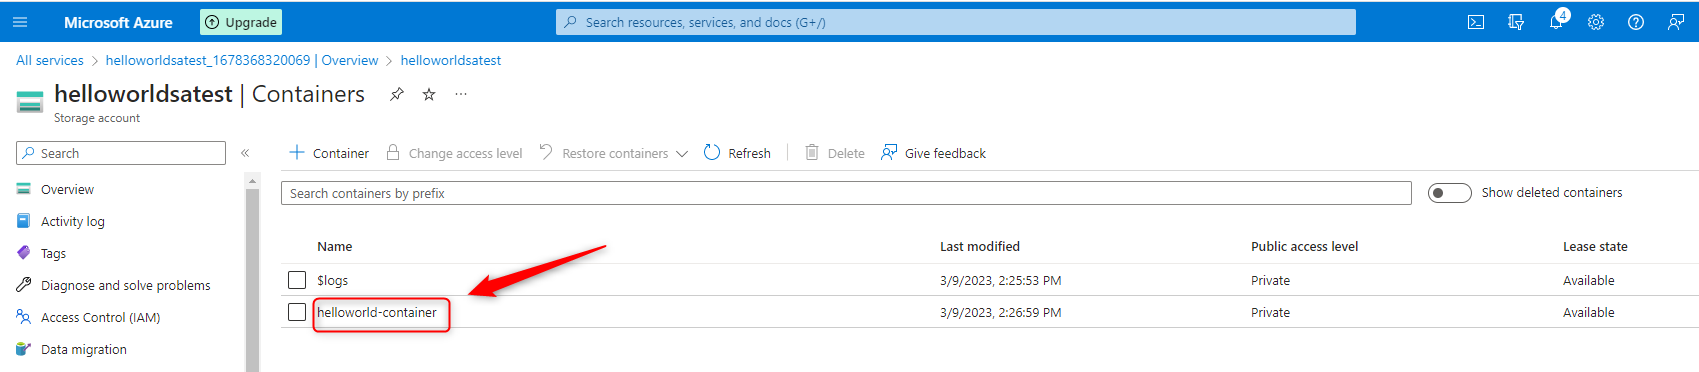 Microsoft Azure Upgrade Search resources, services, and docs (G+/) 4
All services > helloworldsatest_1678368320069 | Overview > helloworldsatest
helloworldsatest | Containers ...
Storage account
Search « + Container Change access level Restore containers Refresh Delete Give feedback
Overview Search containers by prefix Show deleted containers
Activity log
Tags Name Last modified Public access level Lease state
Diagnose and solve problems $logs 3/9/2023, 2:25:53 PM Private Available
Access Control (IAM) helloworld-container 3/9/2023, 2:26:59 PM Private Available
Data migration